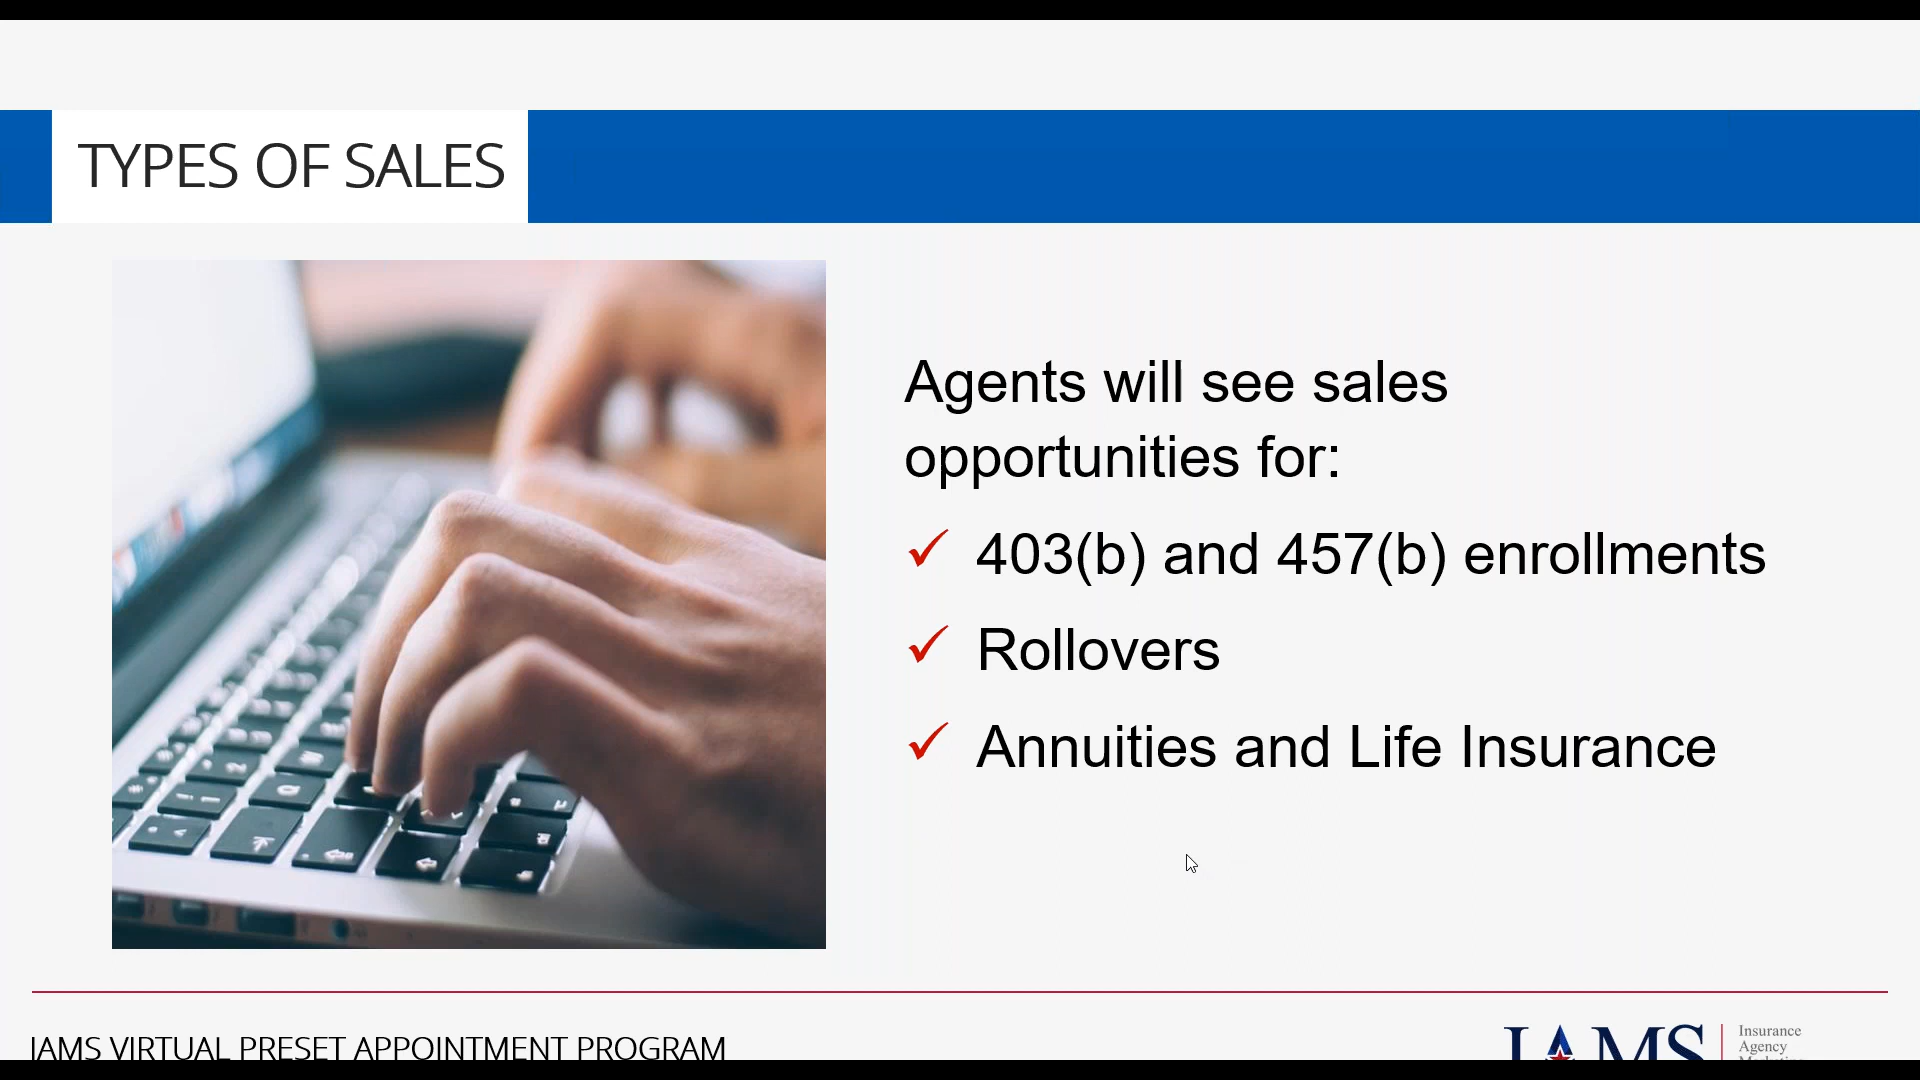 TYPES OF SALES
Agents will see sales
opportunities for:
403(b) and 457(b) enrollments
Rollovers
Annuities and Life Insurance
IAMS VIRTUAL PRESET APPOINTMENT PROGRAM
IAMS
Insurance
Agency